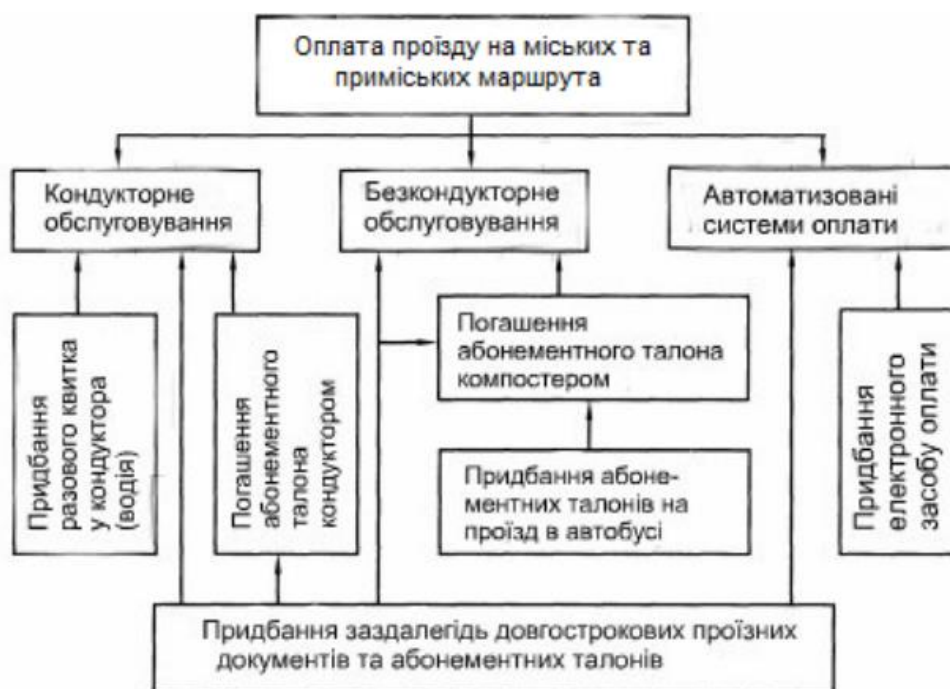 Оплата проїзду на міських та
приміських маршрута
Кондукторне
обслуговування
Безкондукторне
обслуговування
Автоматизовані
системи оплати
Придбання
разового квитка
у кондуктора
(водія)
Погашення
абонементного
талона
кондуктором
Погашення
абонементного талона
компостером
Придбання абоне-
ментних талонів на
проїзд в автобусі
Придбання
електронного
засобу оплати
Придбання заздалегідь довгострокових проїзних
документів та абонементних талонів